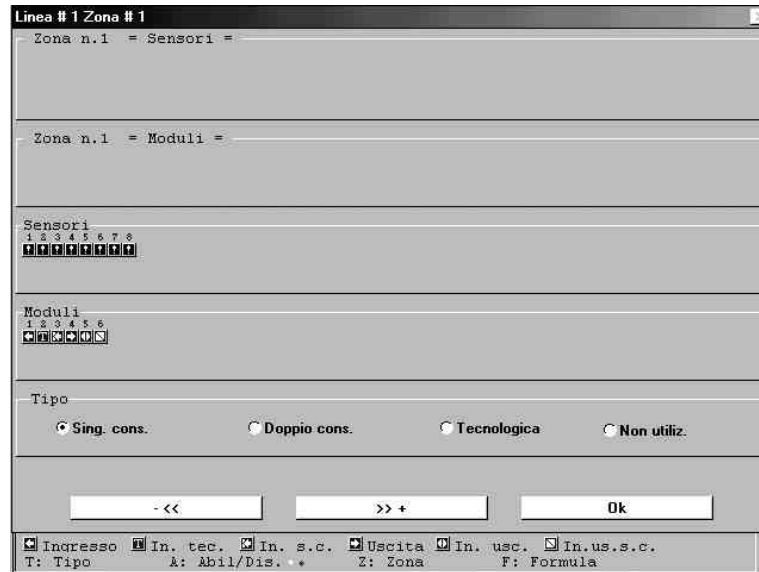 Linea # 1 Zona # 1
Zona n.1 = Sensori =
Zona n.1 = Moduli =
Sensori
1 2 3 4 5 6 7 8
Moduli
1 2 3 4 5 6
Tipo
Sing. cons. Doppio cons. Tecnologica Non utiliz.
- << >> + Ok
Ingresso In. tec. In. s.c. Uscita In. usc. In.us.s.c.
T: Tipo A: Abil/Dis. Z: Zona F: Formula